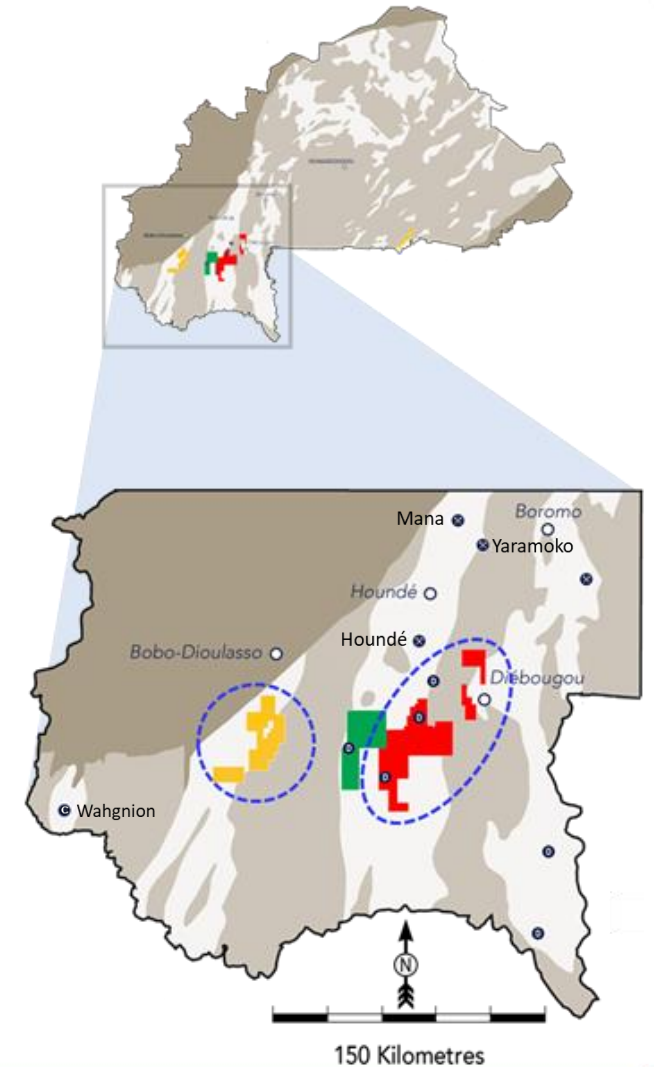 Boromo
Mana
Yaramoko
Houndé
Houndé
Bobo-Dioulasso
Diébougou
D
D
D
D
C
Wahgnion
D
D
N
150 Kilometres